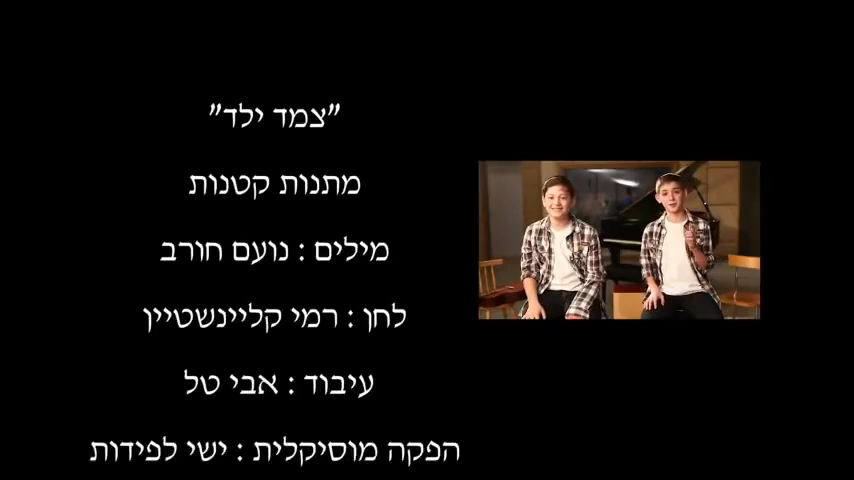 "צמד ילד"
מתנות קטנות
מילים : נועם חורב
לחן : רמי קליינשטיין
עיבוד : אבי טל
הפקה מוסיקלית : ישי לפידות